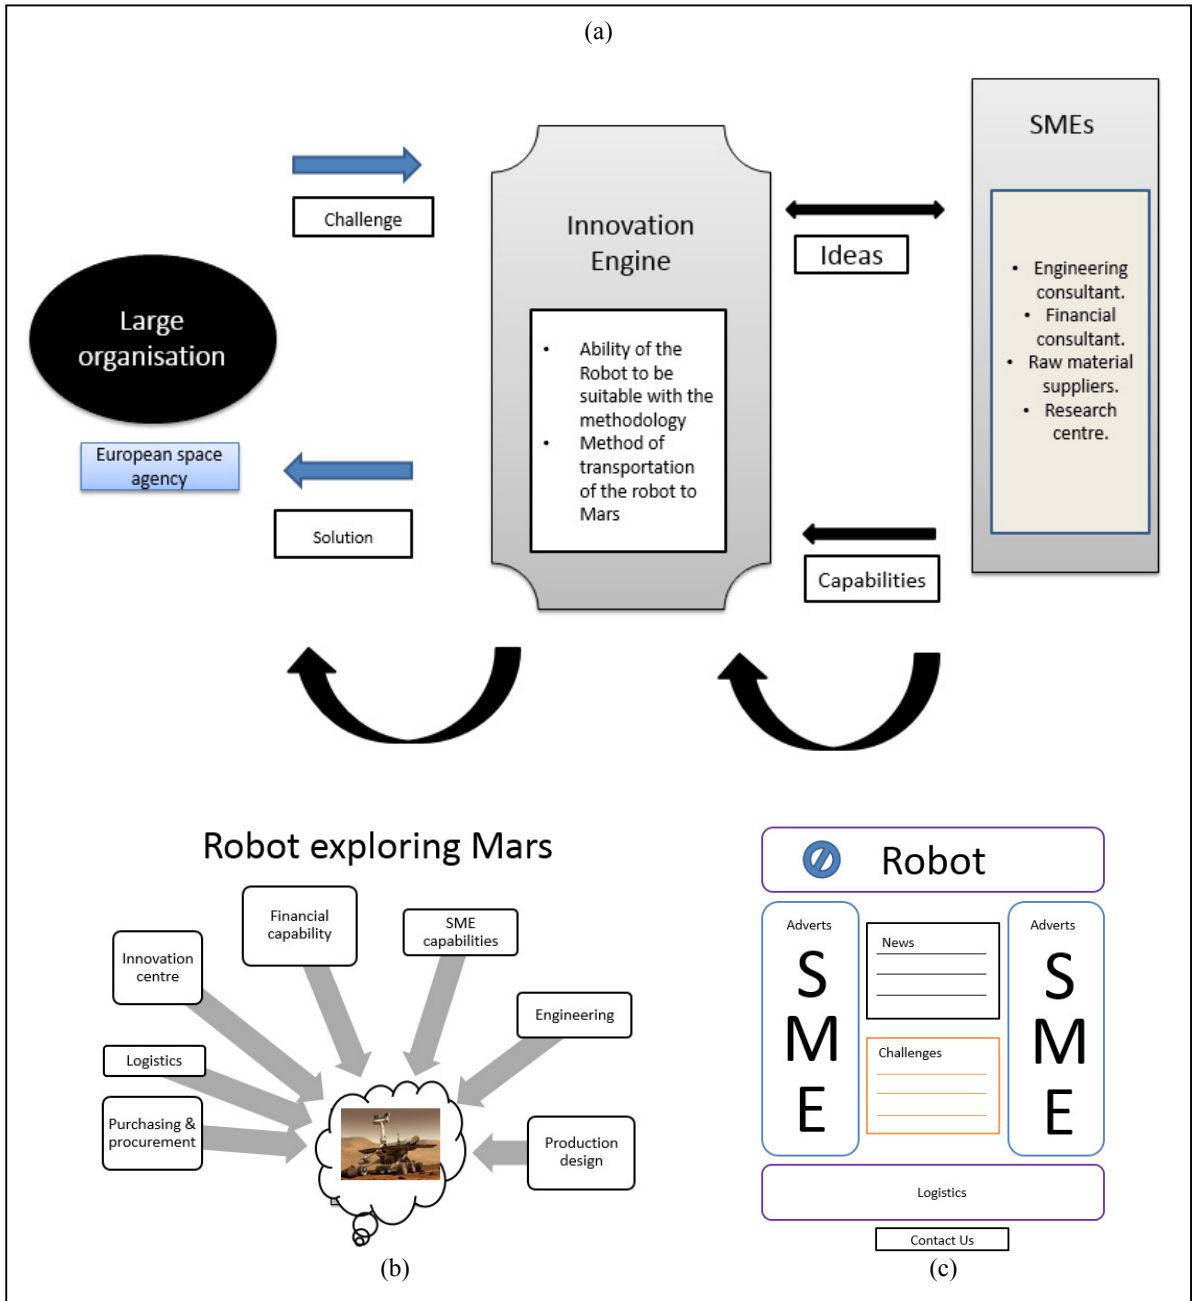 (a)
Challenge
Large
organisation
European space
agency
Solution
Innovation
Engine
• Ability of the
Robot to be
suitable with the
methodology
• Method of
transportation
of the robot to
Mars
Ideas
Capabilities
SMEs
• Engineering
consultant.
• Financial
consultant.
• Raw material
suppliers.
• Research
centre.
Robot exploring Mars
Financial
capability
SME
capabilities
Innovation
centre
Engineering
Logistics
Purchasing &
procurement
Production
design
(b)
Robot
Adverts
S
M
E
News
Challenges
Adverts
S
M
E
Logistics
Contact Us
(c)